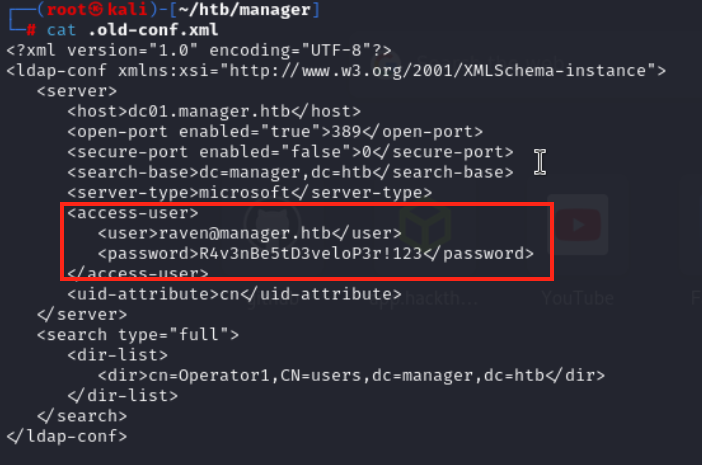 ┌──(root㉿kali)-[~/htb/manager]
└─# cat .old-conf.xml
<?xml version="1.0" encoding="UTF-8"?>
<ldap-conf xmlns:xsi="http://www.w3.org/2001/XMLSchema-instance">
   <server>
      <host>dc01.manager.htb</host>
      <open-port enabled="true">389</open-port>
      <secure-port enabled="false">0</secure-port>
      <search-base>dc=manager,dc=htb</search-base>
      <server-type>microsoft</server-type>
      <access-user>
         <user>raven@manager.htb</user>
         <password>R4v3nBe5tD3veloP3r!123</password>
      </access-user>
      <uid-attribute>cn</uid-attribute>
   </server>
   <search type="full">
      <dir-list>
         <dir>cn=Operator1,CN=users,dc=manager,dc=htb</dir>
      </dir-list>
   </search>
</ldap-conf>
app.hackth...
YouTube